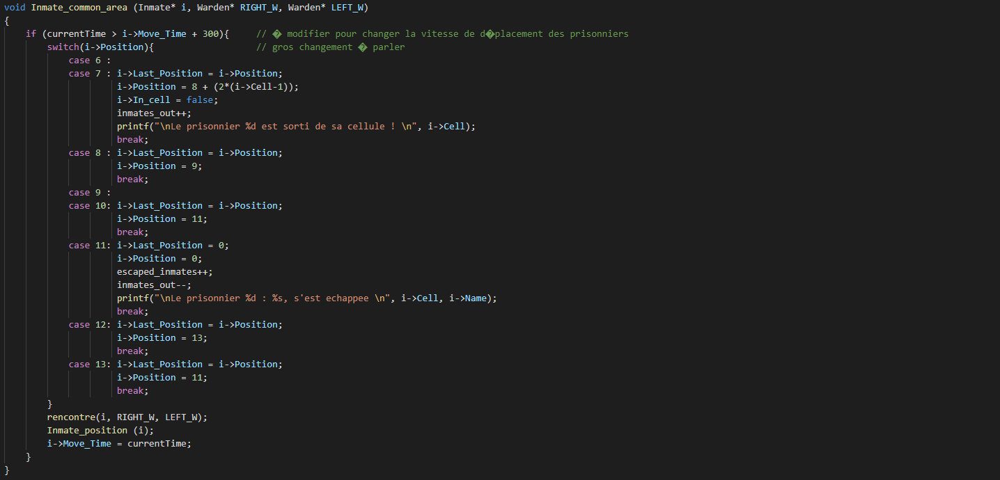 void Inmate_common_area (Inmate* i, Warden* RIGHT_W, Warden* LEFT_W)
{
    if (currentTime > i->Move_Time + 300){     // � modifier pour changer la vitesse de d�placement des prisonniers
        switch(i->Position){                   // gros changement � parler
            case 6 :
            case 7 : i->Last_Position = i->Position;
                     i->Position = 8 + (2*(i->Cell-1));
                     i->In_cell = false;
                     inmates_out++;
                     printf("\nLe prisonnier %d est sorti de sa cellule ! \n", i->Cell);
                     break;
            case 8 : i->Last_Position = i->Position;
                     i->Position = 9;
                     break;
            case 9 :
            case 10: i->Last_Position = i->Position;
                     i->Position = 11;
                     break;
            case 11: i->Last_Position = 0;
                     i->Position = 0;
                     escaped_inmates++;
                     inmates_out--;
                     printf("\nLe prisonnier %d : %s, s'est echappee \n", i->Cell, i->Name);
                     break;
            case 12: i->Last_Position = i->Position;
                     i->Position = 13;
                     break;
            case 13: i->Last_Position = i->Position;
                     i->Position = 11;
                     break;
        }
        rencontre(i, RIGHT_W, LEFT_W);
        Inmate_position (i);
        i->Move_Time = currentTime;
    }
}